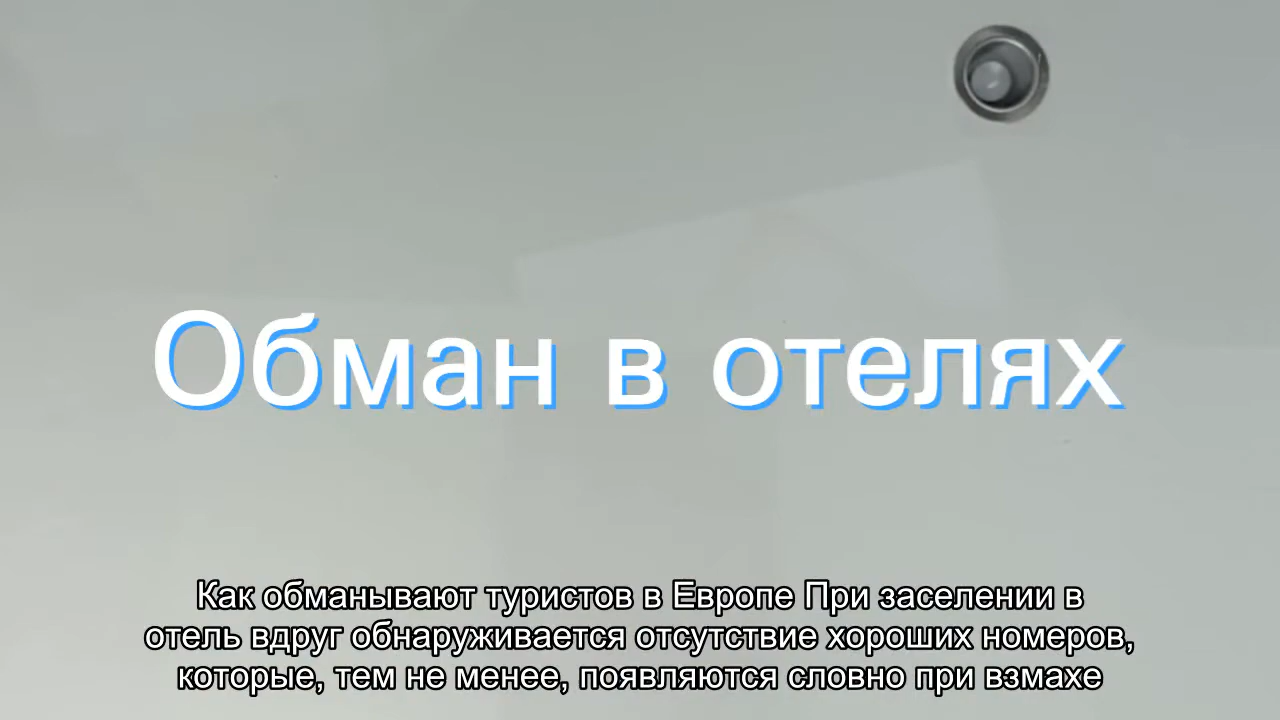 Обман в отелях
Как обманывают туристов в Европе При заселении в
отель вдруг обнаруживается отсутствие хороших номеров,
которые, тем не менее, появляются словно при взмахе